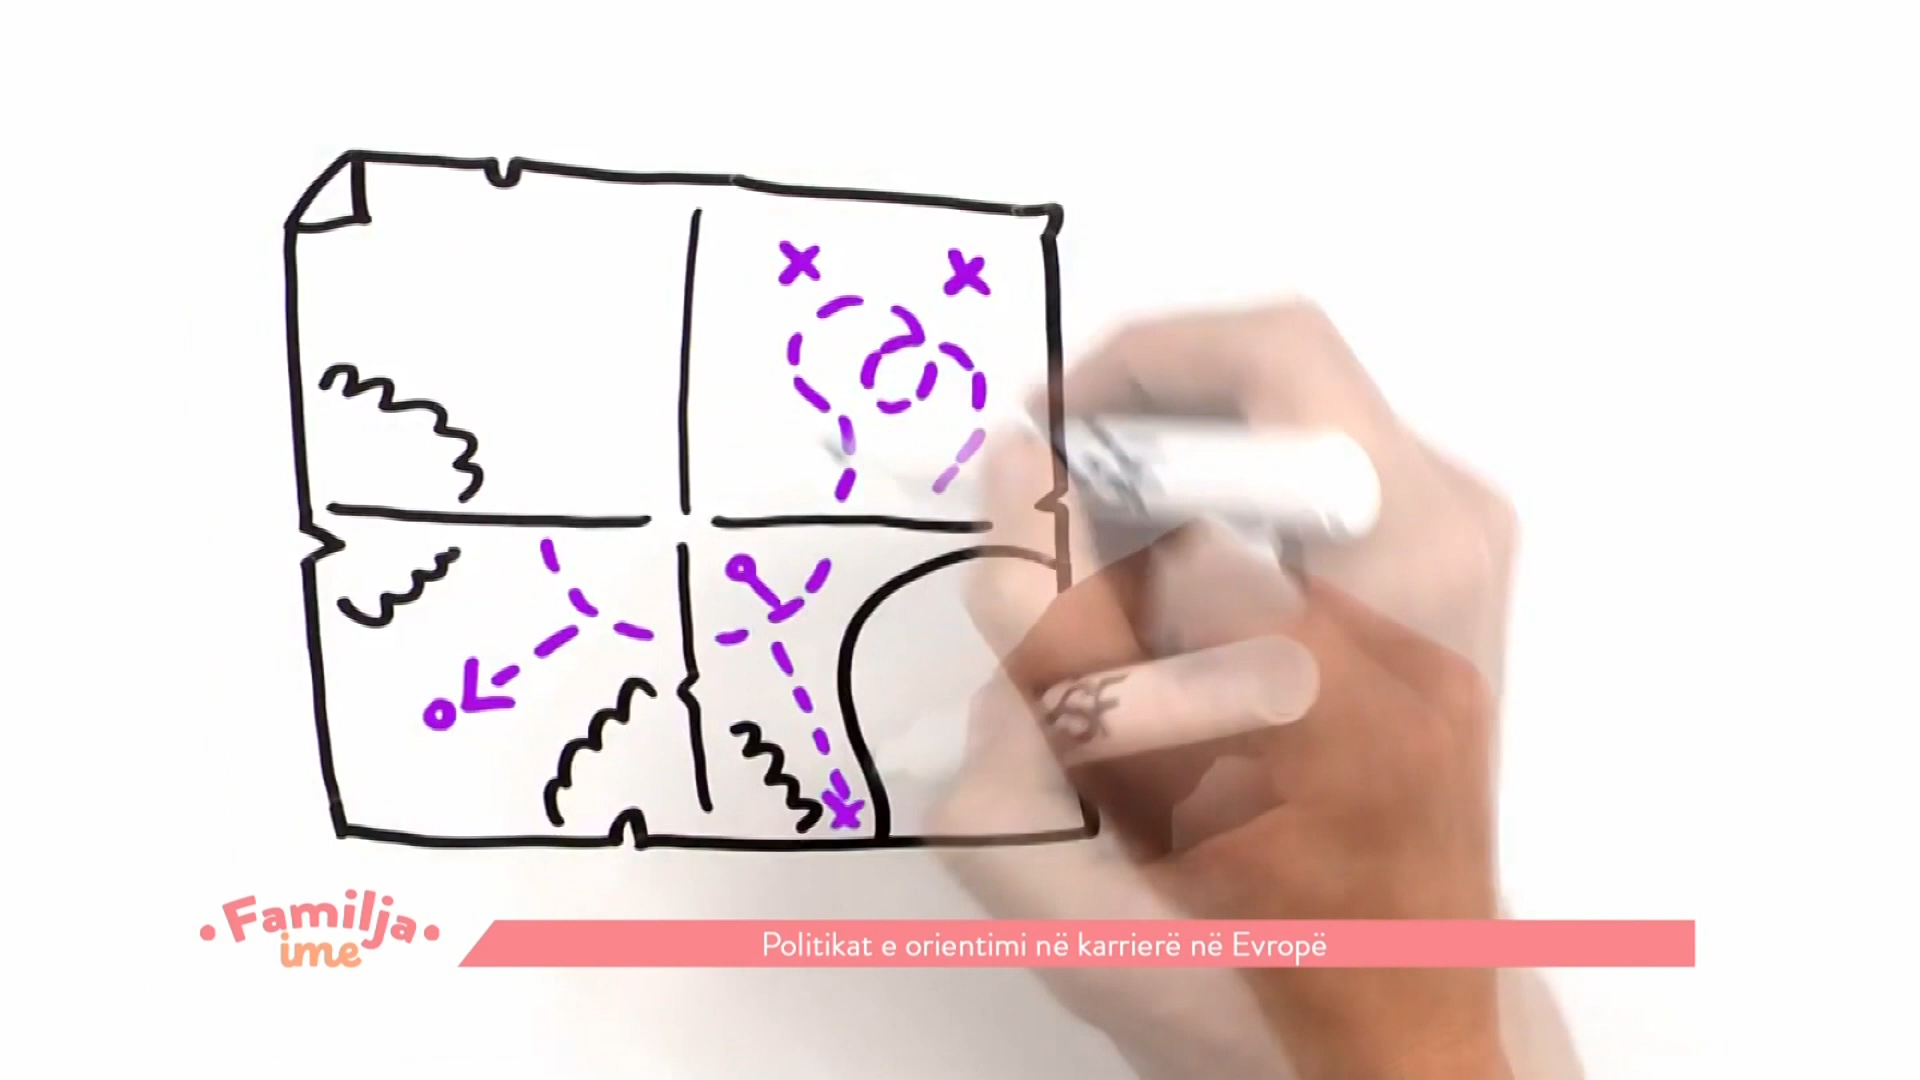 Familja
ime
Politikat e orientimi në karrierë në Evropë